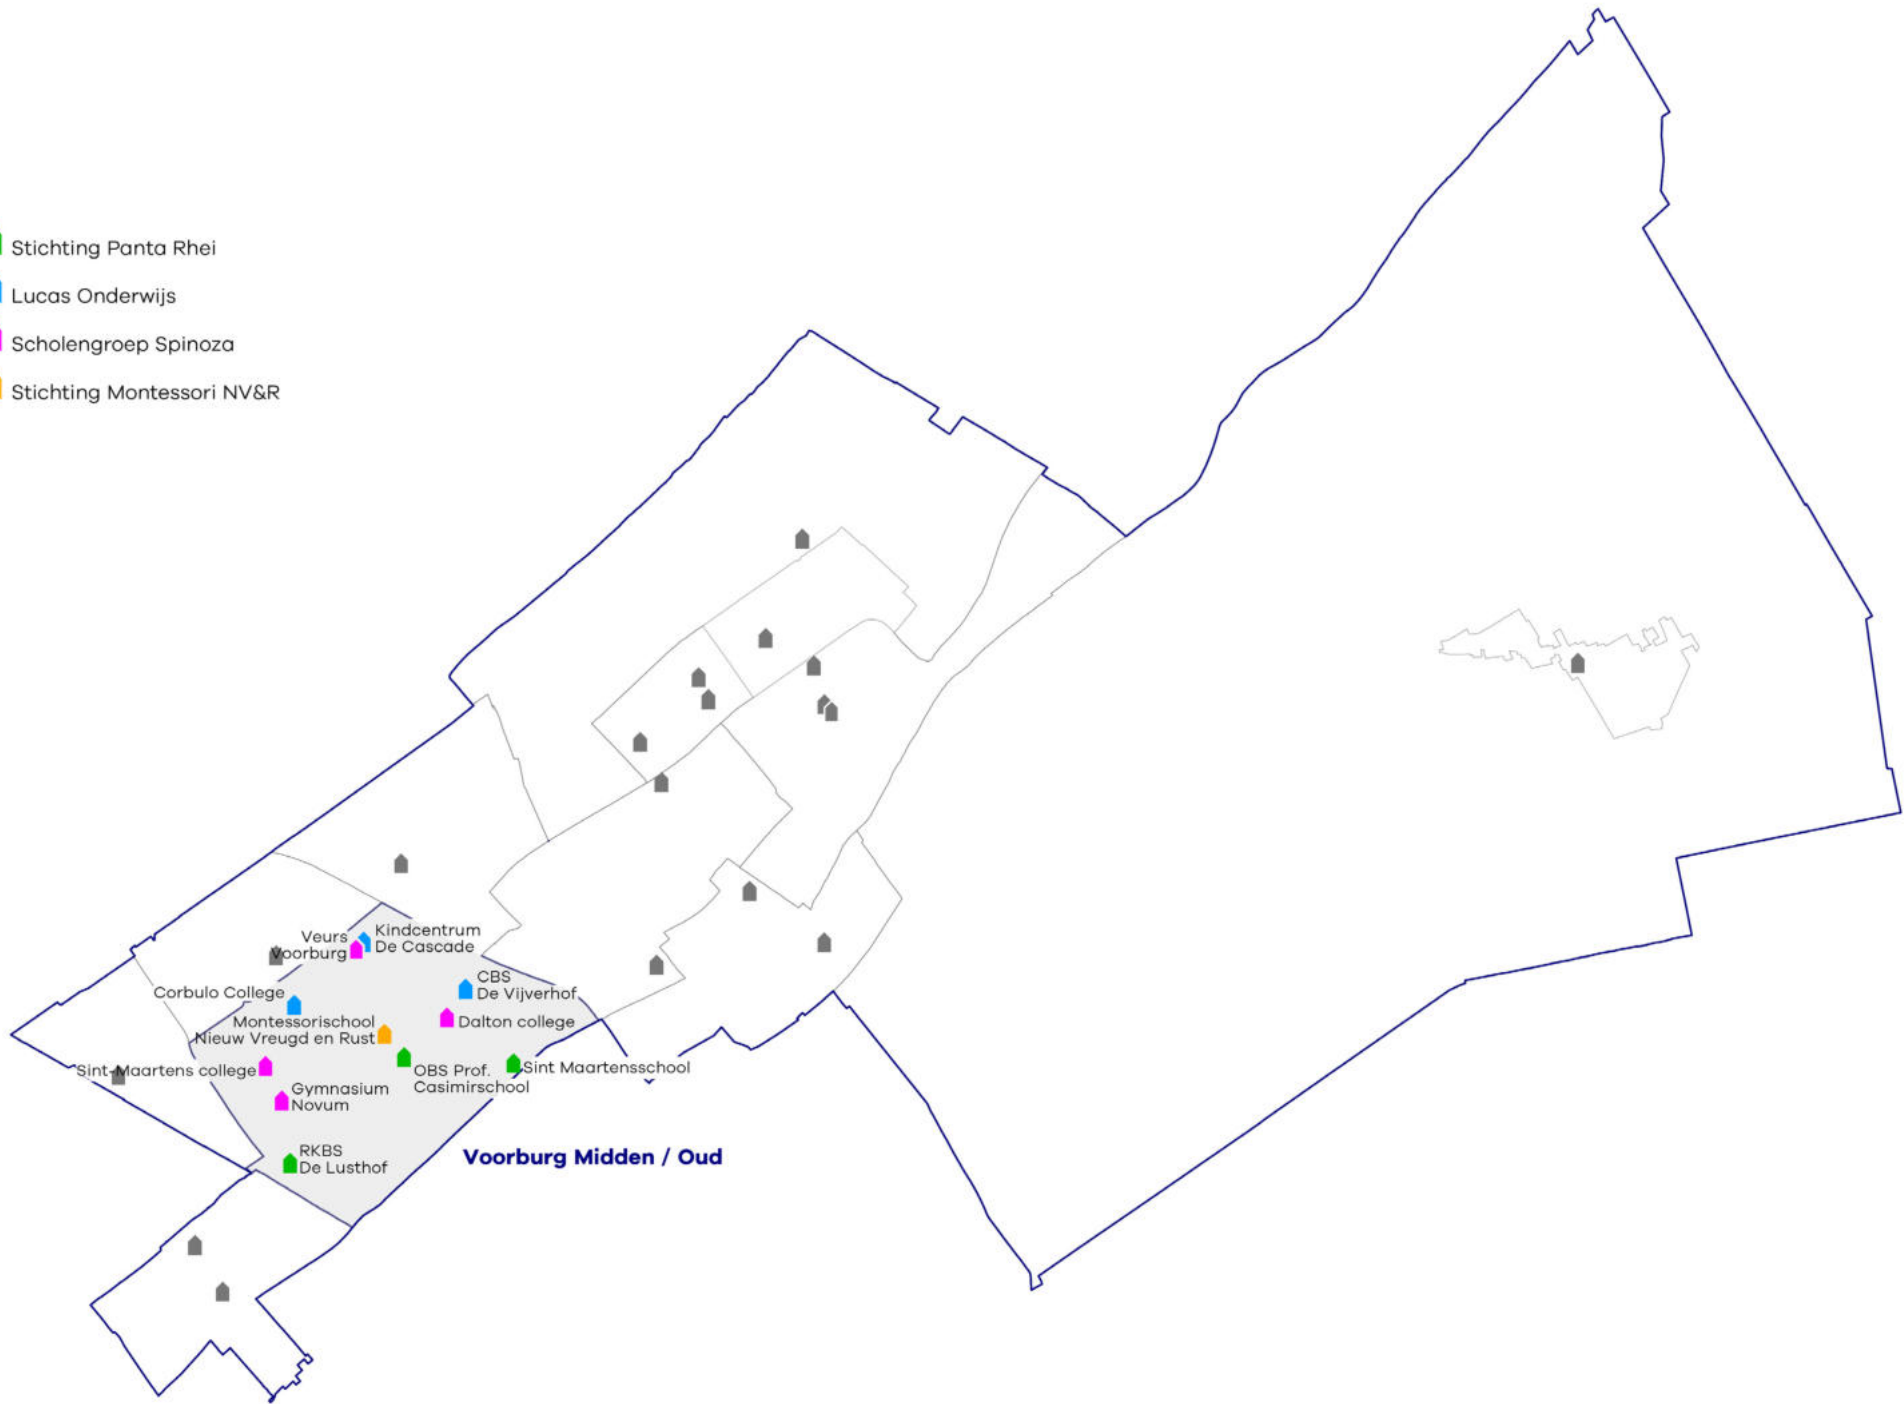 Stichting Panta Rhei
Lucas Onderwijs
Scholengroep Spinoza
Stichting Montessori NV&R
Veurs
Voorburg
Kindcentrum
De Cascade
Corbulo College
CBS
De Vijverhof
Montessorischool
Nieuw Vreugd en Rust
Dalton college
Sint-Maartens college
OBS Prof.
Casimirschool
Sint Maartensschool
Gymnasium
Novum
RKBS
De Lusthof
Voorburg Midden / Oud